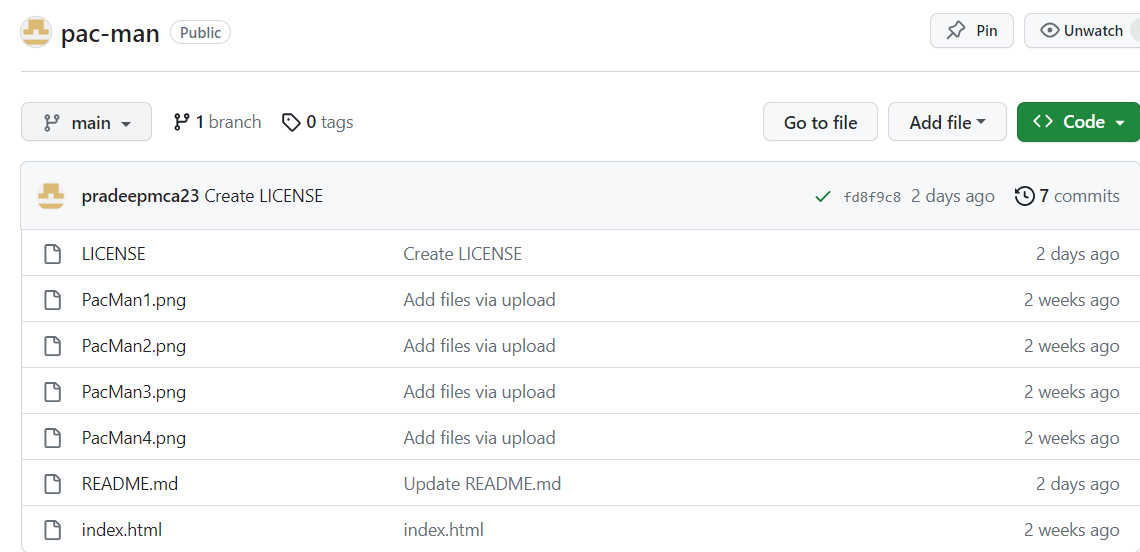 pac-man Public Pin Unwatch
main 1 branch 0 tags Go to file Add file Code
pradeepmca23 Create LICENSE fd8f9c8 2 days ago 7 commits
LICENSE Create LICENSE 2 days ago
PacMan1.png Add files via upload 2 weeks ago
PacMan2.png Add files via upload 2 weeks ago
PacMan3.png Add files via upload 2 weeks ago
PacMan4.png Add files via upload 2 weeks ago
README.md Update README.md 2 days ago
index.html index.html 2 weeks ago